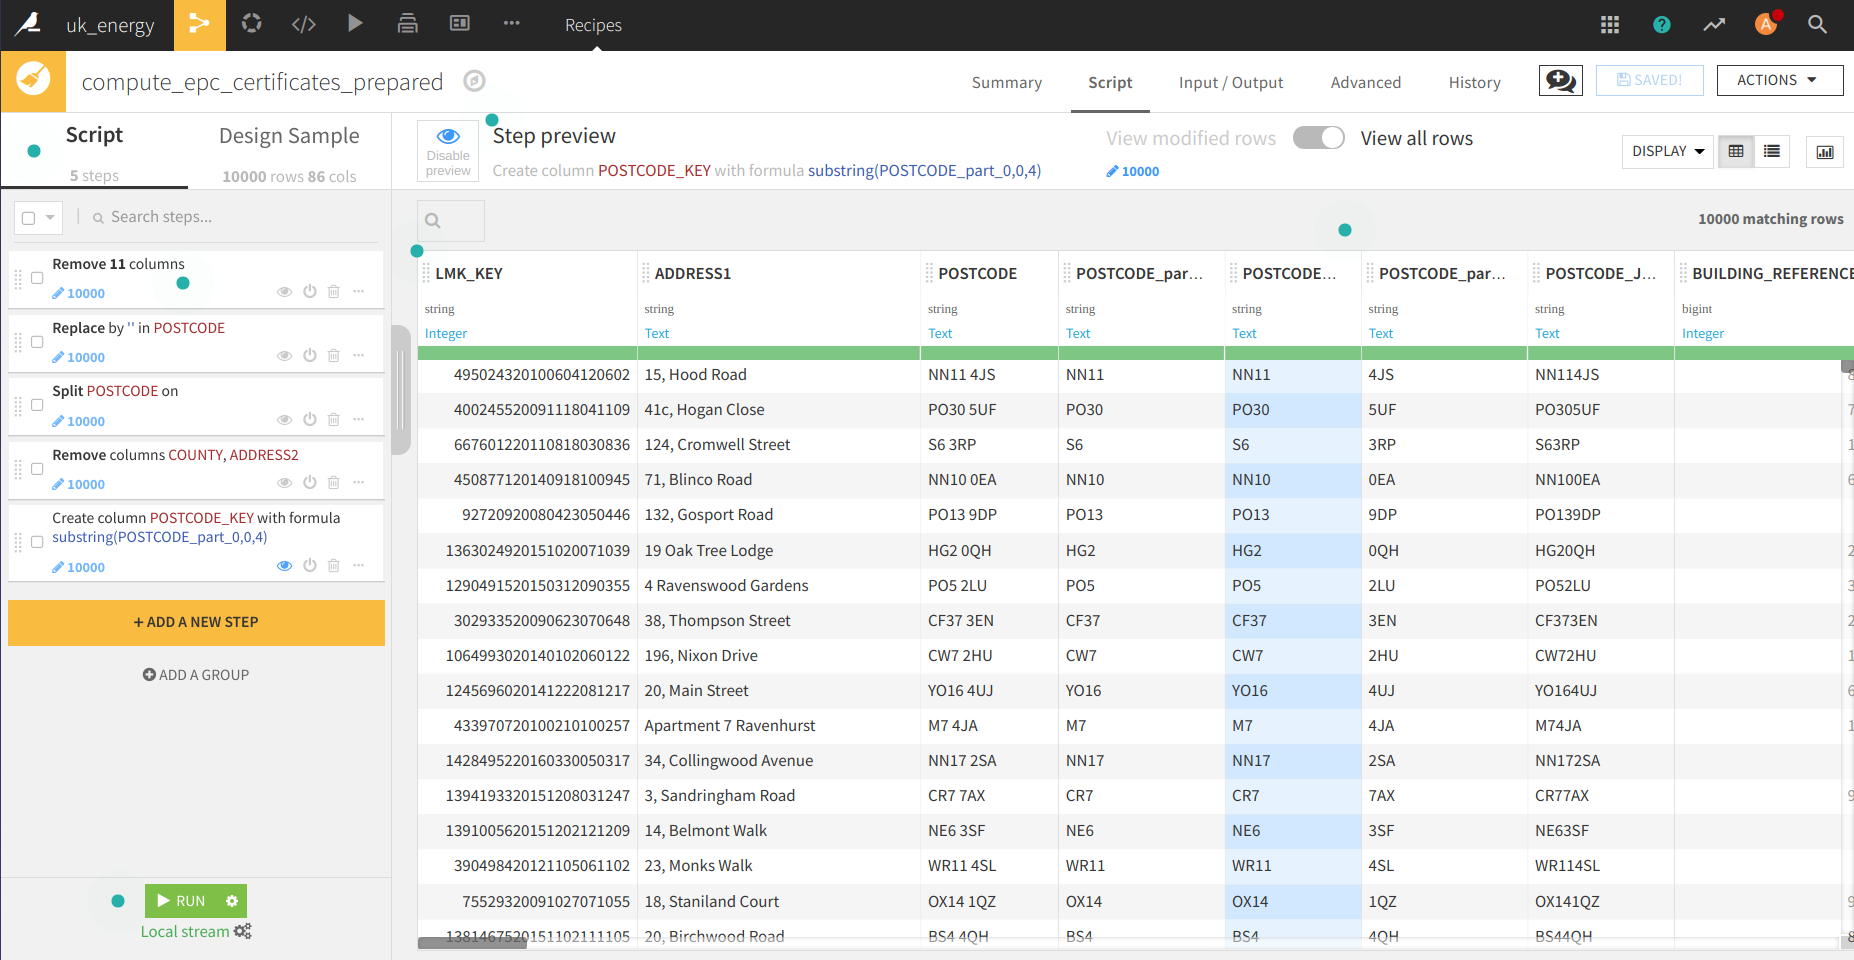 uk_energy Recipes A
compute_epc_certificates_prepared Summary Script Input / Output Advanced History SAVED! ACTIONS
Script Design Sample
5 steps 10000 rows 86 cols
Disable preview
Step preview
Create column POSTCODE_KEY with formula substring(POSTCODE_part_0,0,4)
View modified rows View all rows
10000
DISPLAY
Search steps...
10000 matching rows
Remove 11 columns
10000
Replace by '' in POSTCODE
10000
Split POSTCODE on
10000
Remove columns COUNTY, ADDRESS2
10000
Create column POSTCODE_KEY with formula
substring(POSTCODE_part_0,0,4)
10000
+ ADD A NEW STEP
ADD A GROUP
RUN
Local stream
LMK_KEY ADDRESS1 POSTCODE POSTCODE_par... POSTCODE... POSTCODE_par... POSTCODE_J... BUILDING_REFERENCE
string string string string string string string bigint
Integer Text Text Text Text Text Text Integer
495024320100604120602 15, Hood Road NN11 4JS NN11 NN11 4JS NN114JS 8
400245520091118041109 41c, Hogan Close PO30 5UF PO30 PO30 5UF PO305UF 7
667601220110818030836 124, Cromwell Street S6 3RP S6 S6 3RP S63RP 1
450877120140918100945 71, Blinco Road NN10 0EA NN10 NN10 0EA NN100EA 6
92720920080423050446 132, Gosport Road PO13 9DP PO13 PO13 9DP PO139DP
1363024920151020071039 19 Oak Tree Lodge HG2 0QH HG2 HG2 0QH HG20QH 2
1290491520150312090355 4 Ravenswood Gardens PO5 2LU PO5 PO5 2LU PO52LU 3
302933520090623070648 38, Thompson Street CF37 3EN CF37 CF37 3EN CF373EN 2
1064993020140102060122 196, Nixon Drive CW7 2HU CW7 CW7 2HU CW72HU 1
1245696020141222081217 20, Main Street YO16 4UJ YO16 YO16 4UJ YO164UJ 6
433970720100210100257 Apartment 7 Ravenhurst M7 4JA M7 M7 4JA M74JA 1
1428495220160330050317 34, Collingwood Avenue NN17 2SA NN17 NN17 2SA NN172SA
1394193320151208031247 3, Sandringham Road CR7 7AX CR7 CR7 7AX CR77AX 9
1391005620151202121209 14, Belmont Walk NE6 3SF NE6 NE6 3SF NE63SF
390498420121105061102 23, Monks Walk WR11 4SL WR11 WR11 4SL WR114SL
75529320091027071055 18, Staniland Court OX14 1QZ OX14 OX14 1QZ OX141QZ 9
1381467520151102111105 20, Birchwood Road BS4 4QH BS4 BS4 4QH BS44QH 8